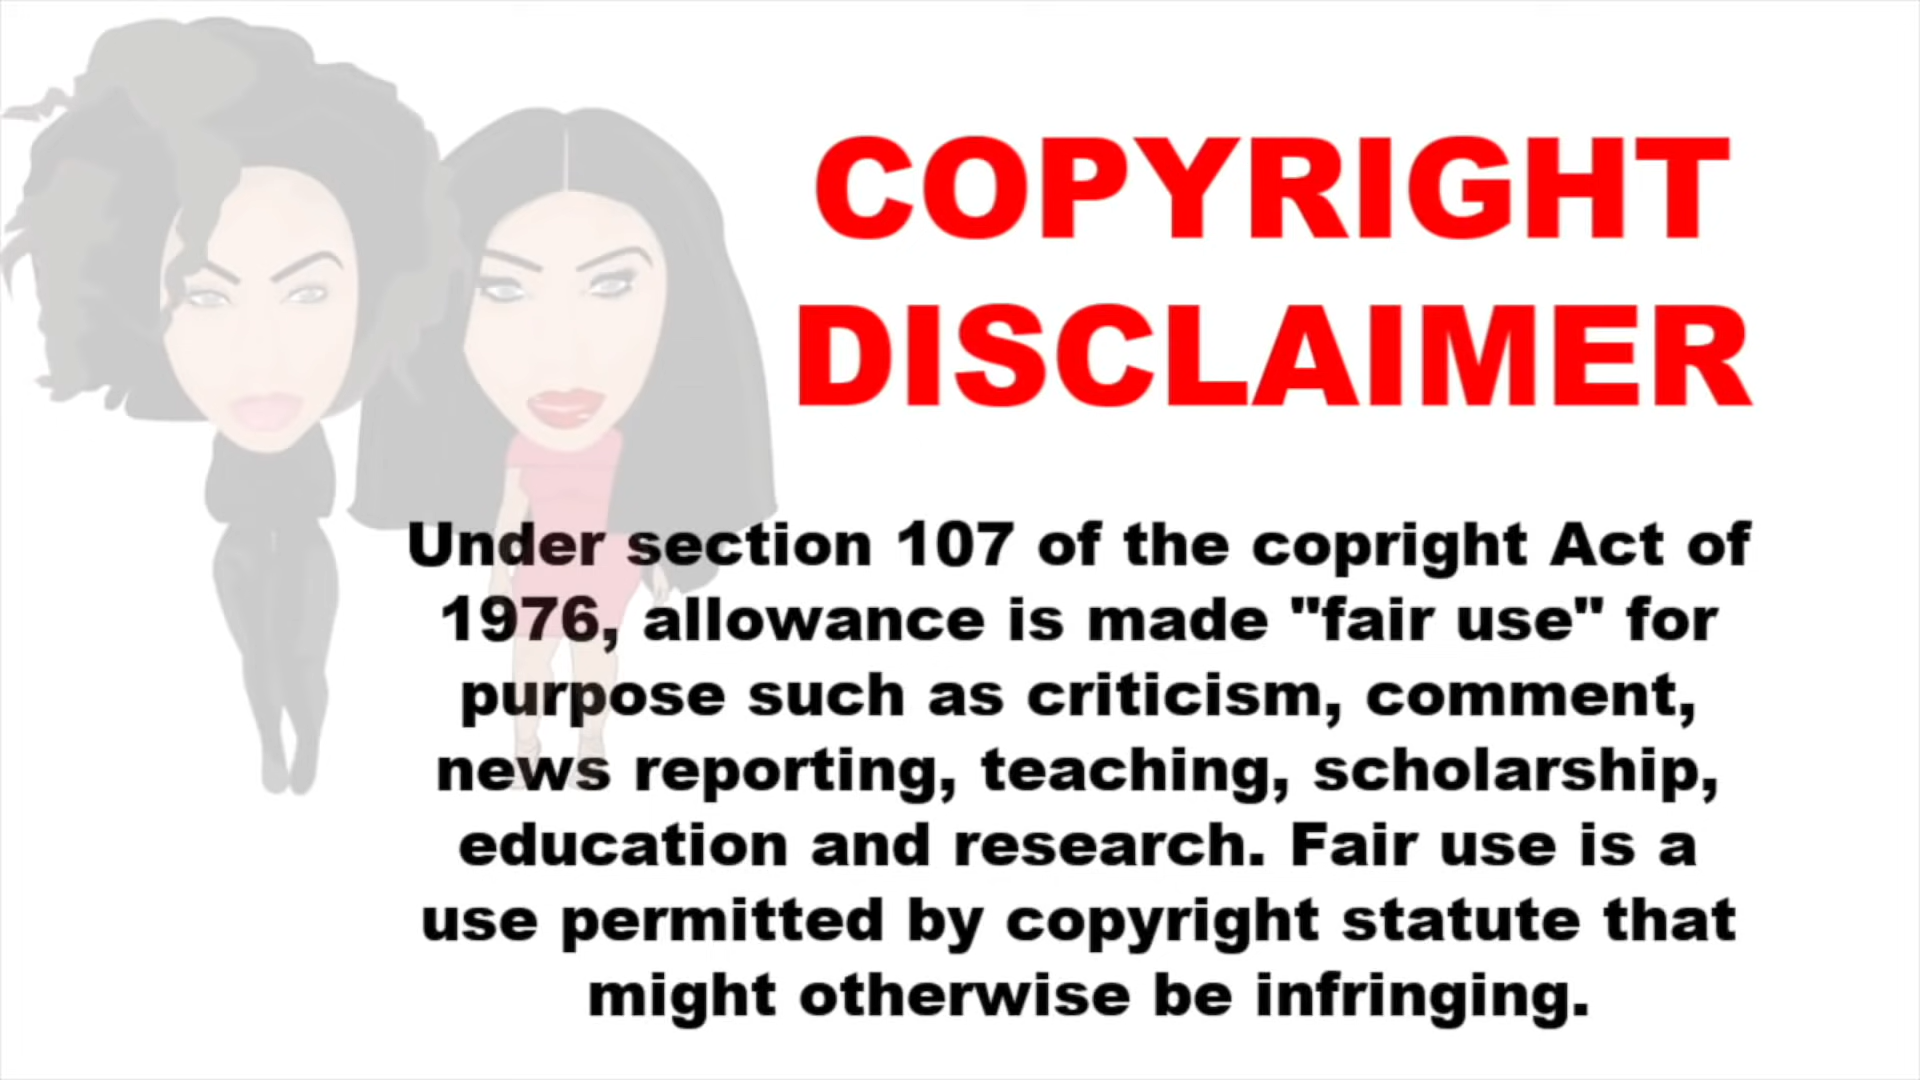 COPYRIGHT
DISCLAIMER
Under section 107 of the copright Act of
1976, allowance is made "fair use" for
purpose such as criticism, comment,
news reporting, teaching, scholarship,
education and research. Fair use is a
use permitted by copyright statute that
might otherwise be infringing.